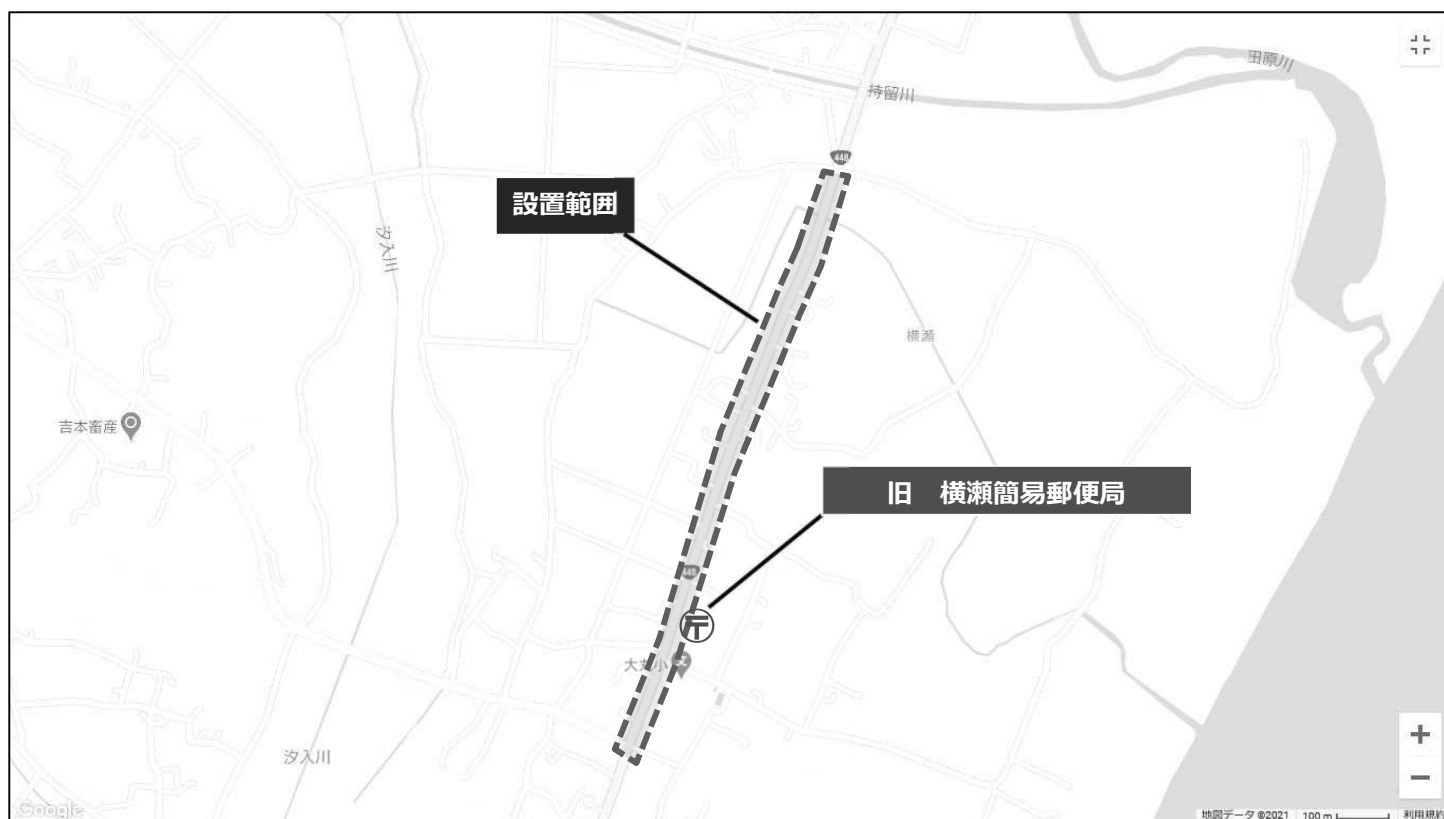 田原川
持留川
448
設置範囲
汐入川
横瀬
吉本畜産
旧　横瀬簡易郵便局
448
〒
大丸小
汐入川
Google
地図データ ©2021
100 m
利用規約